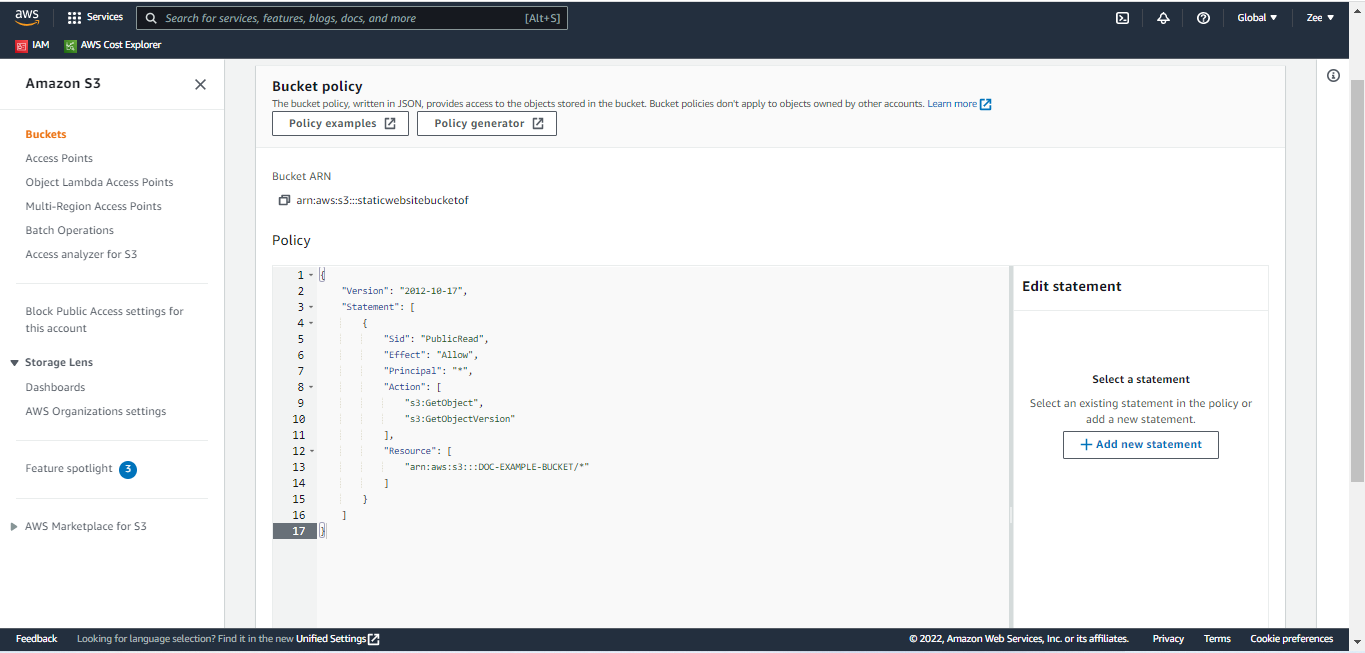 aws
Services
Search for services, features, blogs, docs, and more [Alt+S]
Global ▼
Zee ▼
IAM
AWS Cost Explorer
Amazon S3
Buckets
Access Points
Object Lambda Access Points
Multi-Region Access Points
Batch Operations
Access analyzer for S3
Block Public Access settings for
this account
Storage Lens
Dashboards
AWS Organizations settings
Feature spotlight 3
AWS Marketplace for S3
Bucket policy
The bucket policy, written in JSON, provides access to the objects stored in the bucket. Bucket policies don't apply to objects owned by other accounts. Learn more
Policy examples
Policy generator
Bucket ARN
arn:aws:s3:::staticwebsitebucketof
Policy
1 {
2 "Version": "2012-10-17",
3 "Statement": [
4 {
5 "Sid": "PublicRead",
6 "Effect": "Allow",
7 "Principal": "*",
8 "Action": [
9 "s3:GetObject",
10 "s3:GetObjectVersion"
11 ],
12 "Resource": [
13 "arn:aws:s3:::DOC-EXAMPLE-BUCKET/*"
14 ]
15 }
16 ]
17 }
Edit statement
Select a statement
Select an existing statement in the policy or
add a new statement.
+ Add new statement
Feedback
Looking for language selection? Find it in the new Unified Settings
© 2022, Amazon Web Services, Inc. or its affiliates.
Privacy
Terms
Cookie preferences